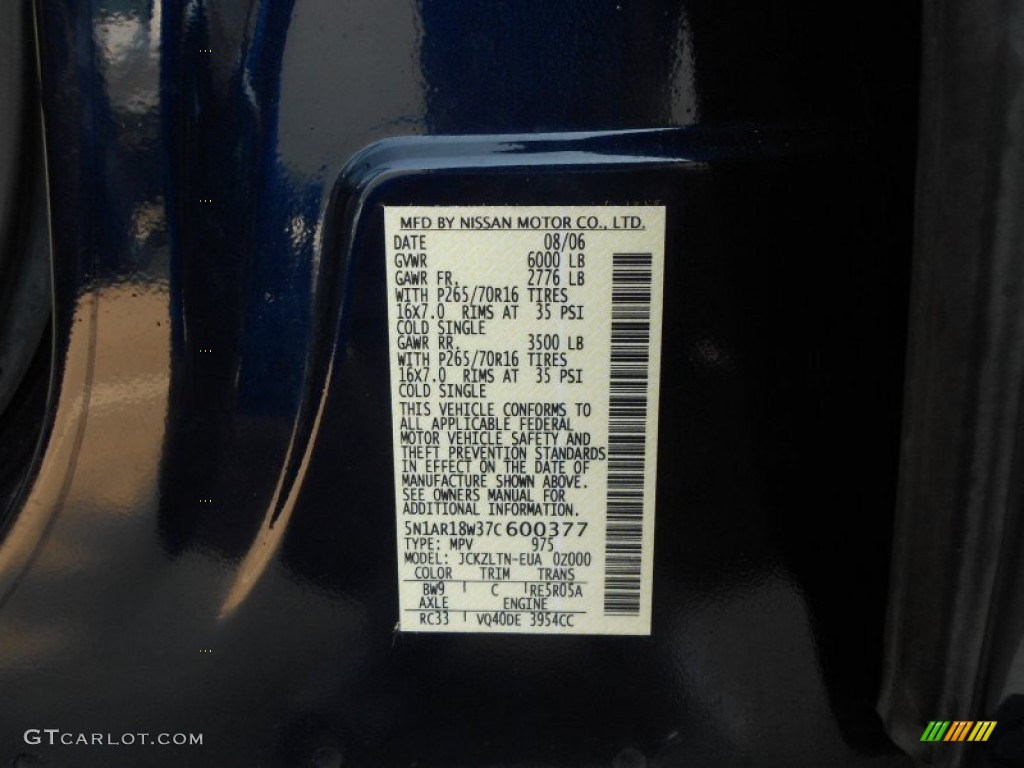 MFD BY NISSAN MOTOR CO., LTD.
DATE 08/06
GVWR 6000 LB
GAWR FR. 2776 LB
WITH P265/70R16 TIRES
16X7.0 RIMS AT 35 PSI
COLD SINGLE
GAWR RR. 3500 LB
WITH P265/70R16 TIRES
16X7.0 RIMS AT 35 PSI
COLD SINGLE
THIS VEHICLE CONFORMS TO
ALL APPLICABLE FEDERAL
MOTOR VEHICLE SAFETY AND
THEFT PREVENTION STANDARDS
IN EFFECT ON THE DATE OF
MANUFACTURE SHOWN ABOVE.
SEE OWNERS MANUAL FOR
ADDITIONAL INFORMATION.
5N1AR18W37C600377
TYPE: MPV 975
MODEL: JCKZLTN-EUA 0Z000
COLOR TRIM TRANS
BW9 C RE5R05A
AXLE ENGINE
RC33 VQ40DE 3954CC
GTCARLOT.COM